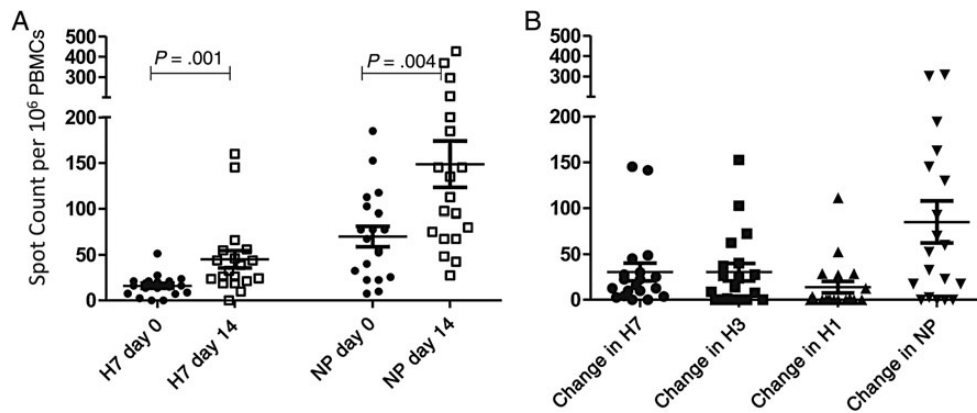 A
B
Spot Count per 10⁶ PBMCs
500
400
300
200
150
100
50
0
P = .001
P = .004
H7 day 0
H7 day 14
NP day 0
NP day 14
500
400
300
200
150
100
50
0
Change in H7
Change in H3
Change in H1
Change in NP